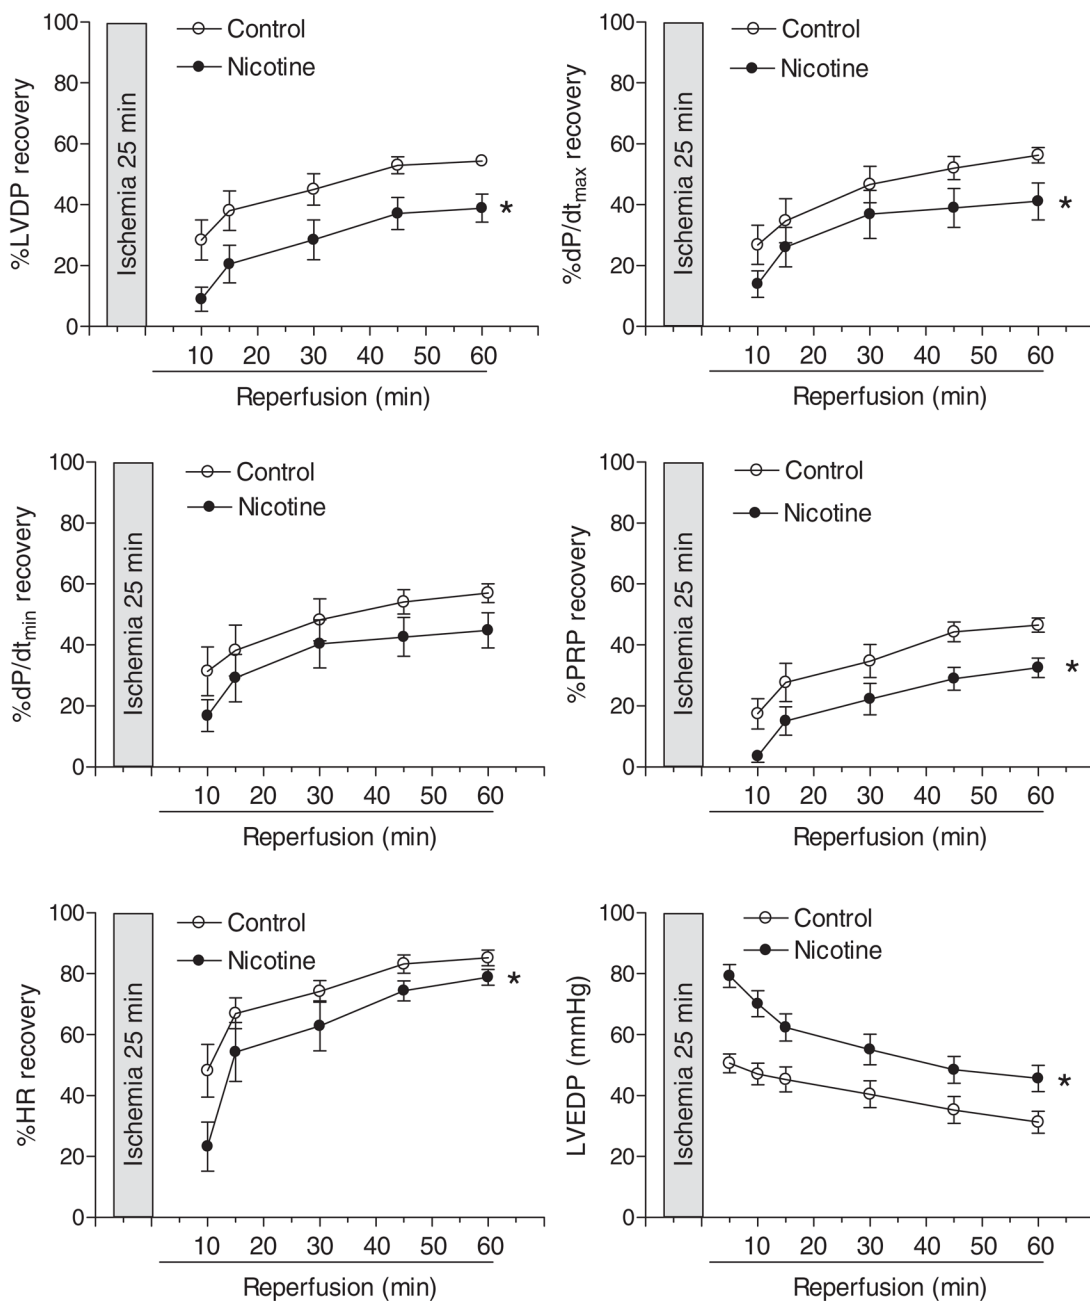 100
80
60
40
20
0
%LVDP recovery
Ischemia 25 min
Control
Nicotine
*
10 20 30 40 50 60
Reperfusion (min)
100
80
60
40
20
0
%dP/dtmax recovery
Ischemia 25 min
Control
Nicotine
*
10 20 30 40 50 60
Reperfusion (min)
100
80
60
40
20
0
%dP/dtmin recovery
Ischemia 25 min
Control
Nicotine
10 20 30 40 50 60
Reperfusion (min)
100
80
60
40
20
0
%PRP recovery
Ischemia 25 min
Control
Nicotine
*
10 20 30 40 50 60
Reperfusion (min)
100
80
60
40
20
0
%HR recovery
Ischemia 25 min
Control
Nicotine
*
10 20 30 40 50 60
Reperfusion (min)
100
80
60
40
20
0
LVEDP (mmHg)
Ischemia 25 min
Control
Nicotine
*
10 20 30 40 50 60
Reperfusion (min)